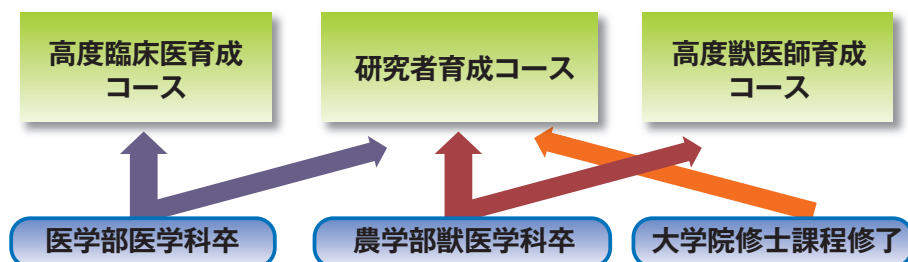 高度臨床医育成
コース
研究者育成コース
高度獣医師育成
コース
医学部医学科卒
農学部獣医学科卒
大学院修士課程修了